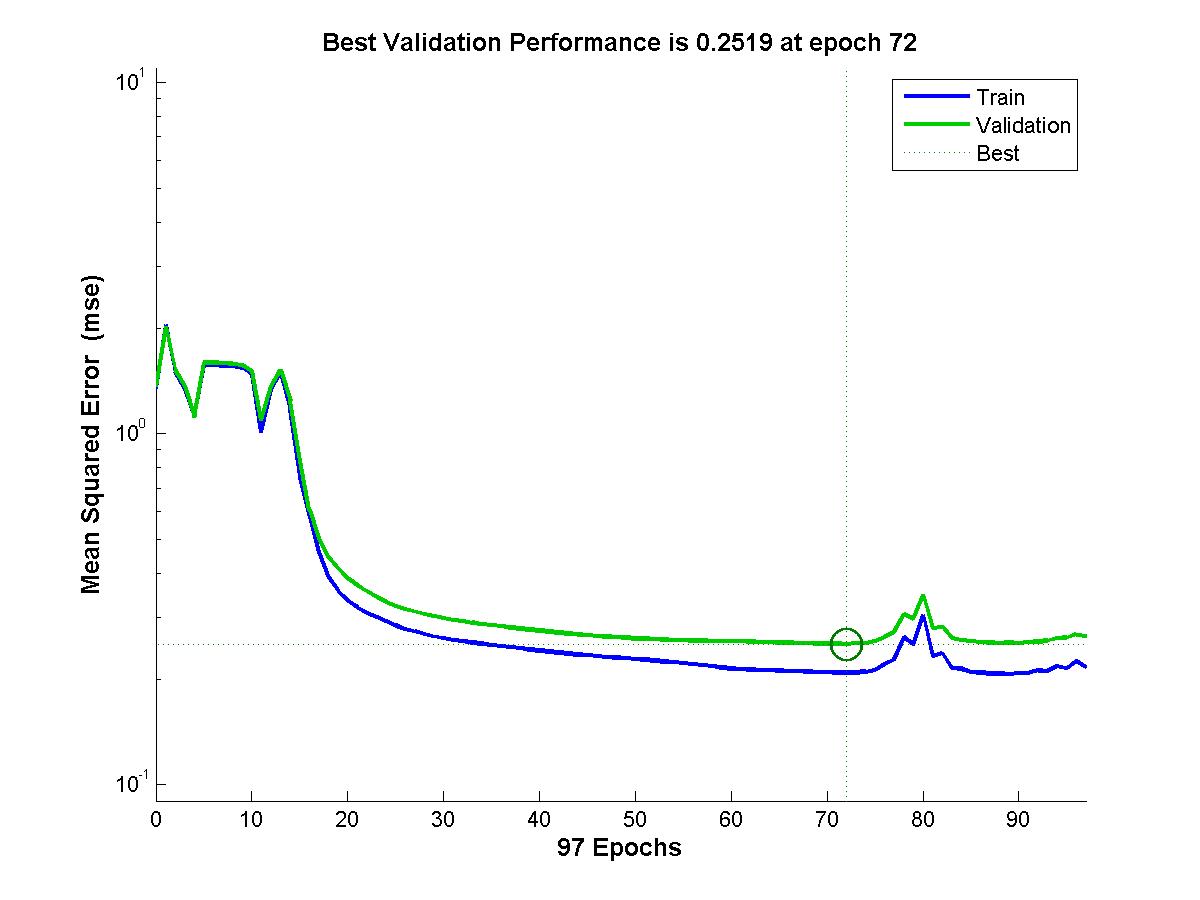 Best Validation Performance is 0.2519 at epoch 72
10^1
Train
Validation
Best
Mean Squared Error (mse)
10^0
10^-1
0 10 20 30 40 50 60 70 80 90
97 Epochs